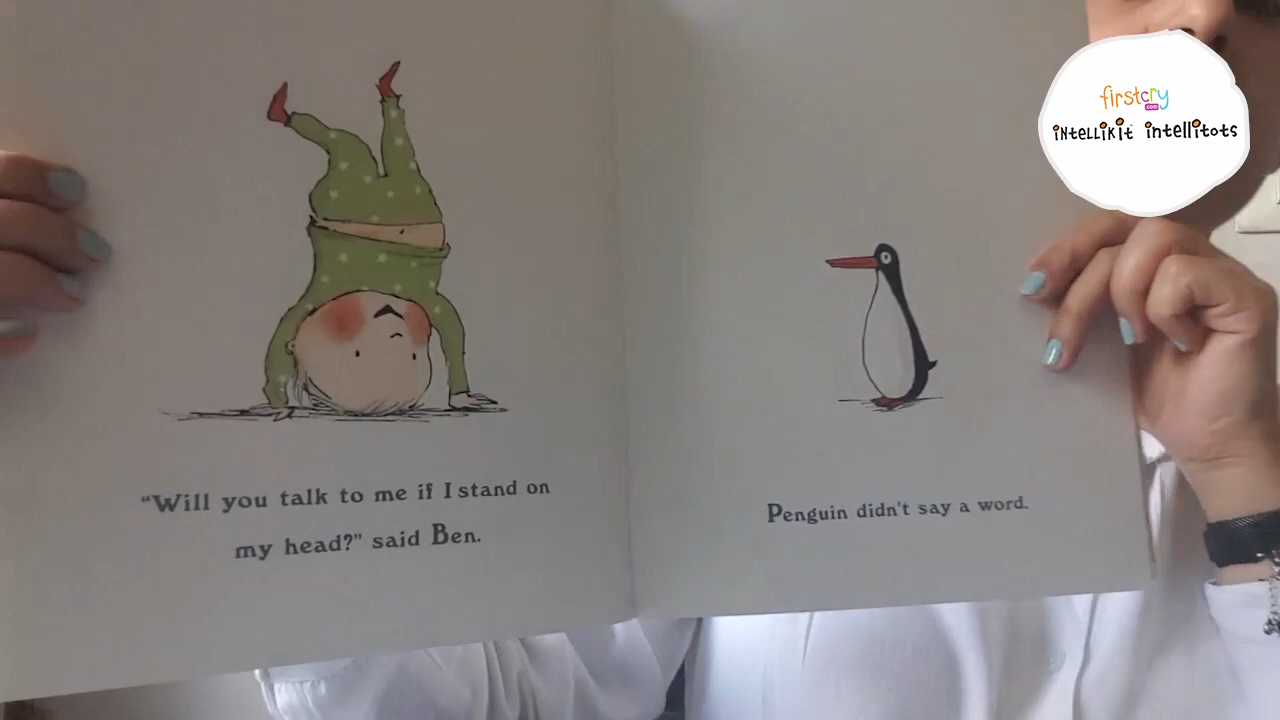 “Will you talk to me if I stand on
my head?” said Ben.
Penguin didn't say a word.
firstcry
.com
intellikit intellitots